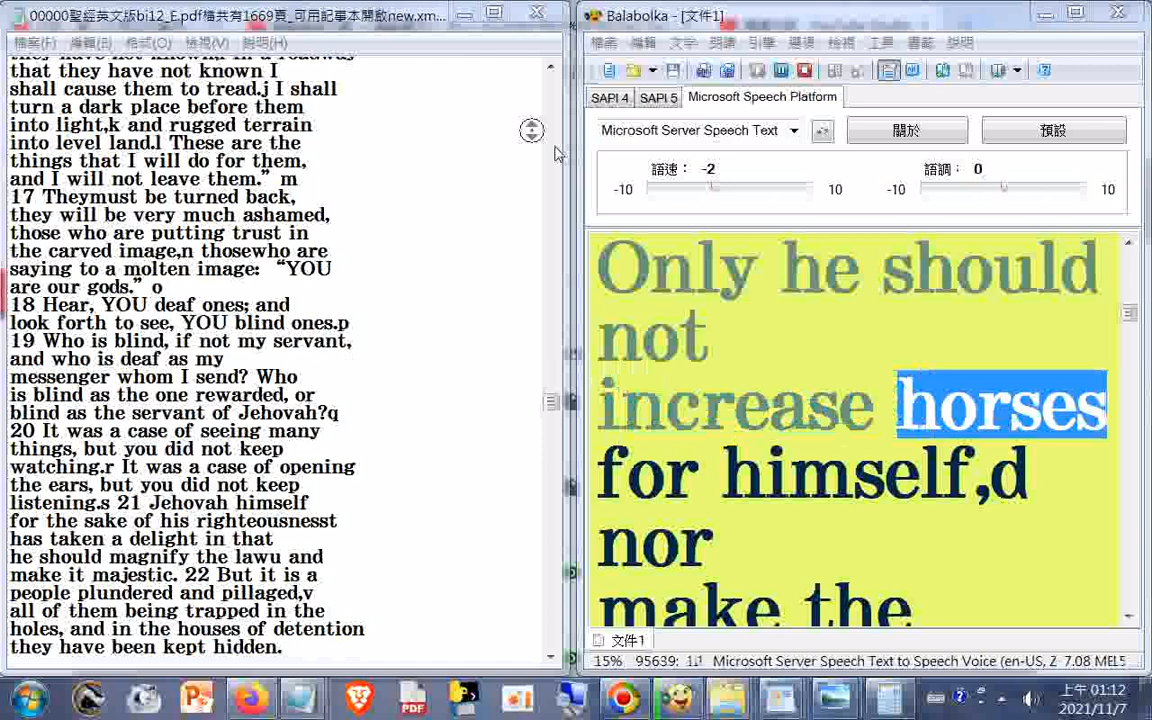 00000聖經英文版bi12_E.pdf檔共有1669頁_可用記事本開啟new.xm...
檔案(F) 編輯(E) 格式(O) 檢視(V) 說明(H)
that they have not known I
shall cause them to tread.j I shall
turn a dark place before them
into light,k and rugged terrain
into level land.l These are the
things that I will do for them,
and I will not leave them.” m
17 Theymust be turned back,
they will be very much ashamed,
those who are putting trust in
the carved image,n thosewho are
saying to a molten image: “YOU
are our gods.” o
18 Hear, YOU deaf ones; and
look forth to see, YOU blind ones.p
19 Who is blind, if not my servant,
and who is deaf as my
messenger whom I send? Who
is blind as the one rewarded, or
blind as the servant of Jehovah?q
20 It was a case of seeing many
things, but you did not keep
watching.r It was a case of opening
the ears, but you did not keep
listening.s 21 Jehovah himself
for the sake of his righteousnesst
has taken a delight in that
he should magnify the lawu and
make it majestic. 22 But it is a
people plundered and pillaged,v
all of them being trapped in the
holes, and in the houses of detention
they have been kept hidden.
Balabolka - [文件1]
檔案 編輯 文字 朗讀 引擎 選項 檢視 工具 書籤 說明
SAPI 4 SAPI 5 Microsoft Speech Platform
Microsoft Server Speech Text 關於 預設
語速： -2 語調： 0
-10 10 -10 10
Only he should
not
increase horses
for himself,d
nor
make the
文件1
15% 95639: 11 Microsoft Server Speech Text to Speech Voice (en-US, Z 7.08
上午 01:12
2021/11/7